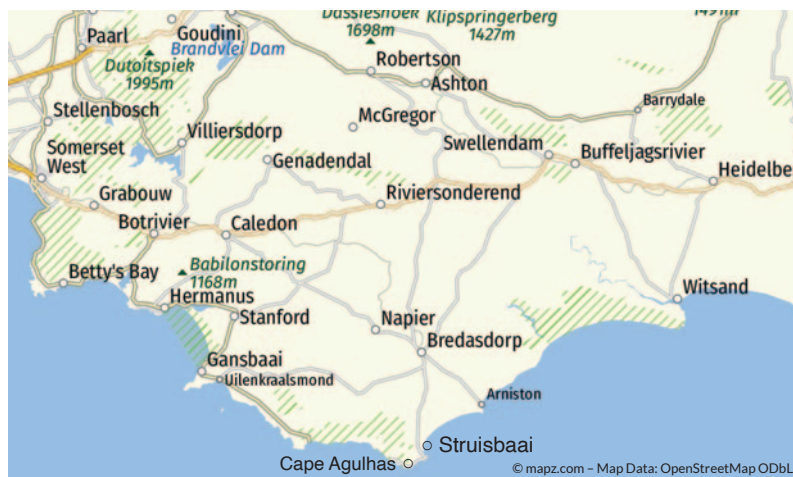 Dassieshoek
1698m
Klipspringerberg
1427m
1491m
Paarl
Goudini
Brandvlei Dam
Dutoitspiek
1995m
Robertson
Ashton
Barrydale
Stellenbosch
McGregor
Villiersdorp
Swellendam
Somerset
West
Genadendal
Buffeljagsrivier
Heidelbe
Grabouw
Riviersonderend
Botrivier
Caledon
Babilonstoring
1168m
Betty's Bay
Witsand
Hermanus
Stanford
Napier
Bredasdorp
Gansbaai
Uilenkraalsmond
Arniston
Struisbaai
Cape Agulhas
© mapz.com – Map Data: OpenStreetMap ODbL